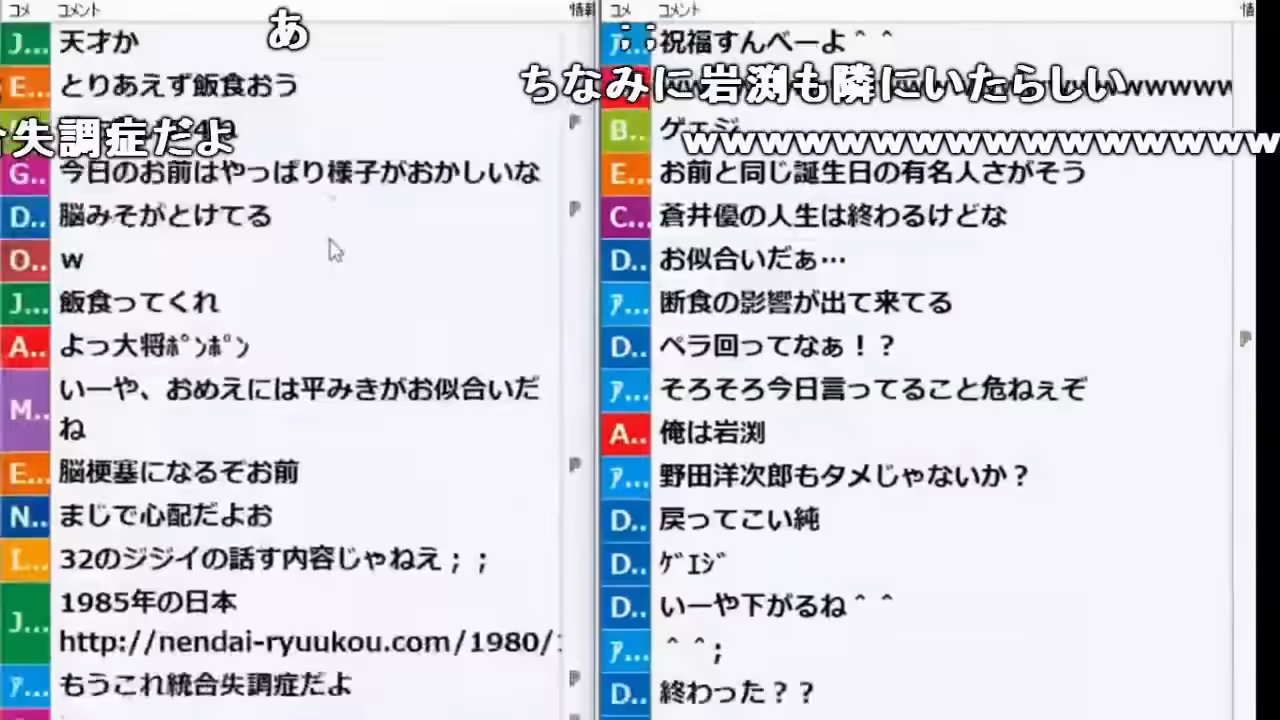 コメ コメント 情報
あ
J... 天才か
E... とりあえず飯食おう
合失調症だよ
G.. 今日のお前はやっぱり様子がおかしいな
D.. 脳みそがとけてる
O.. w
J... 飯食ってくれ
A.. よっ大将ﾎﾟﾝﾎﾟﾝ
M.. いーや、おめえには平みきがお似合いだ
ね
E... 脳梗塞になるぞお前
N.. まじで心配だよお
L... 32のジジイの話す内容じゃねえ；；
J... 1985年の日本
http://nendai-ryuukou.com/1980/
ｱ... もうこれ統合失調症だよ
コメ コメント 情
ｱ... 祝福すんべーよ＾＾
ちなみに岩渕も隣にいたらしい
B.. ゲェジ
wwwwwwwwwwwwwwwwww
E... お前と同じ誕生日の有名人さがそう
C... 蒼井優の人生は終わるけどな
D.. お似合いだぁ…
ｱ... 断食の影響が出て来てる
D.. ペラ回ってなぁ！？
ｱ... そろそろ今日言ってること危ねぇぞ
A.. 俺は岩渕
ｱ... 野田洋次郎もタメじゃないか？
D.. 戻ってこい純
D.. ｹﾞｴｼﾞ
D.. いーや下がるね＾＾
ｱ... ＾＾；
D.. 終わった？？